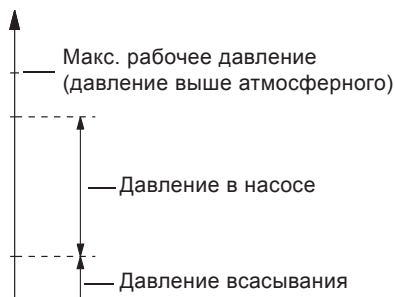 Макс. рабочее давление
(давление выше атмосферного)
Давление в насосе
Давление всасывания